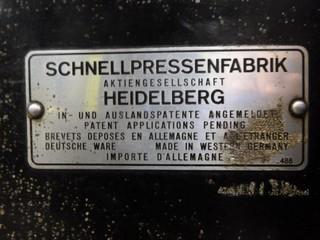 SCHNELLPRESSENFABRIK
AKTIENGESELLSCHAFT
HEIDELBERG
IN- UND AUSLANDSPATENTE ANGEMELDET
PATENT APPLICATIONS PENDING
BREVETS DEPOSES EN ALLEMAGNE ET A L'ETRANGER
DEUTSCHE WARE MADE IN WESTERN GERMANY
IMPORTE D'ALLEMAGNE 488